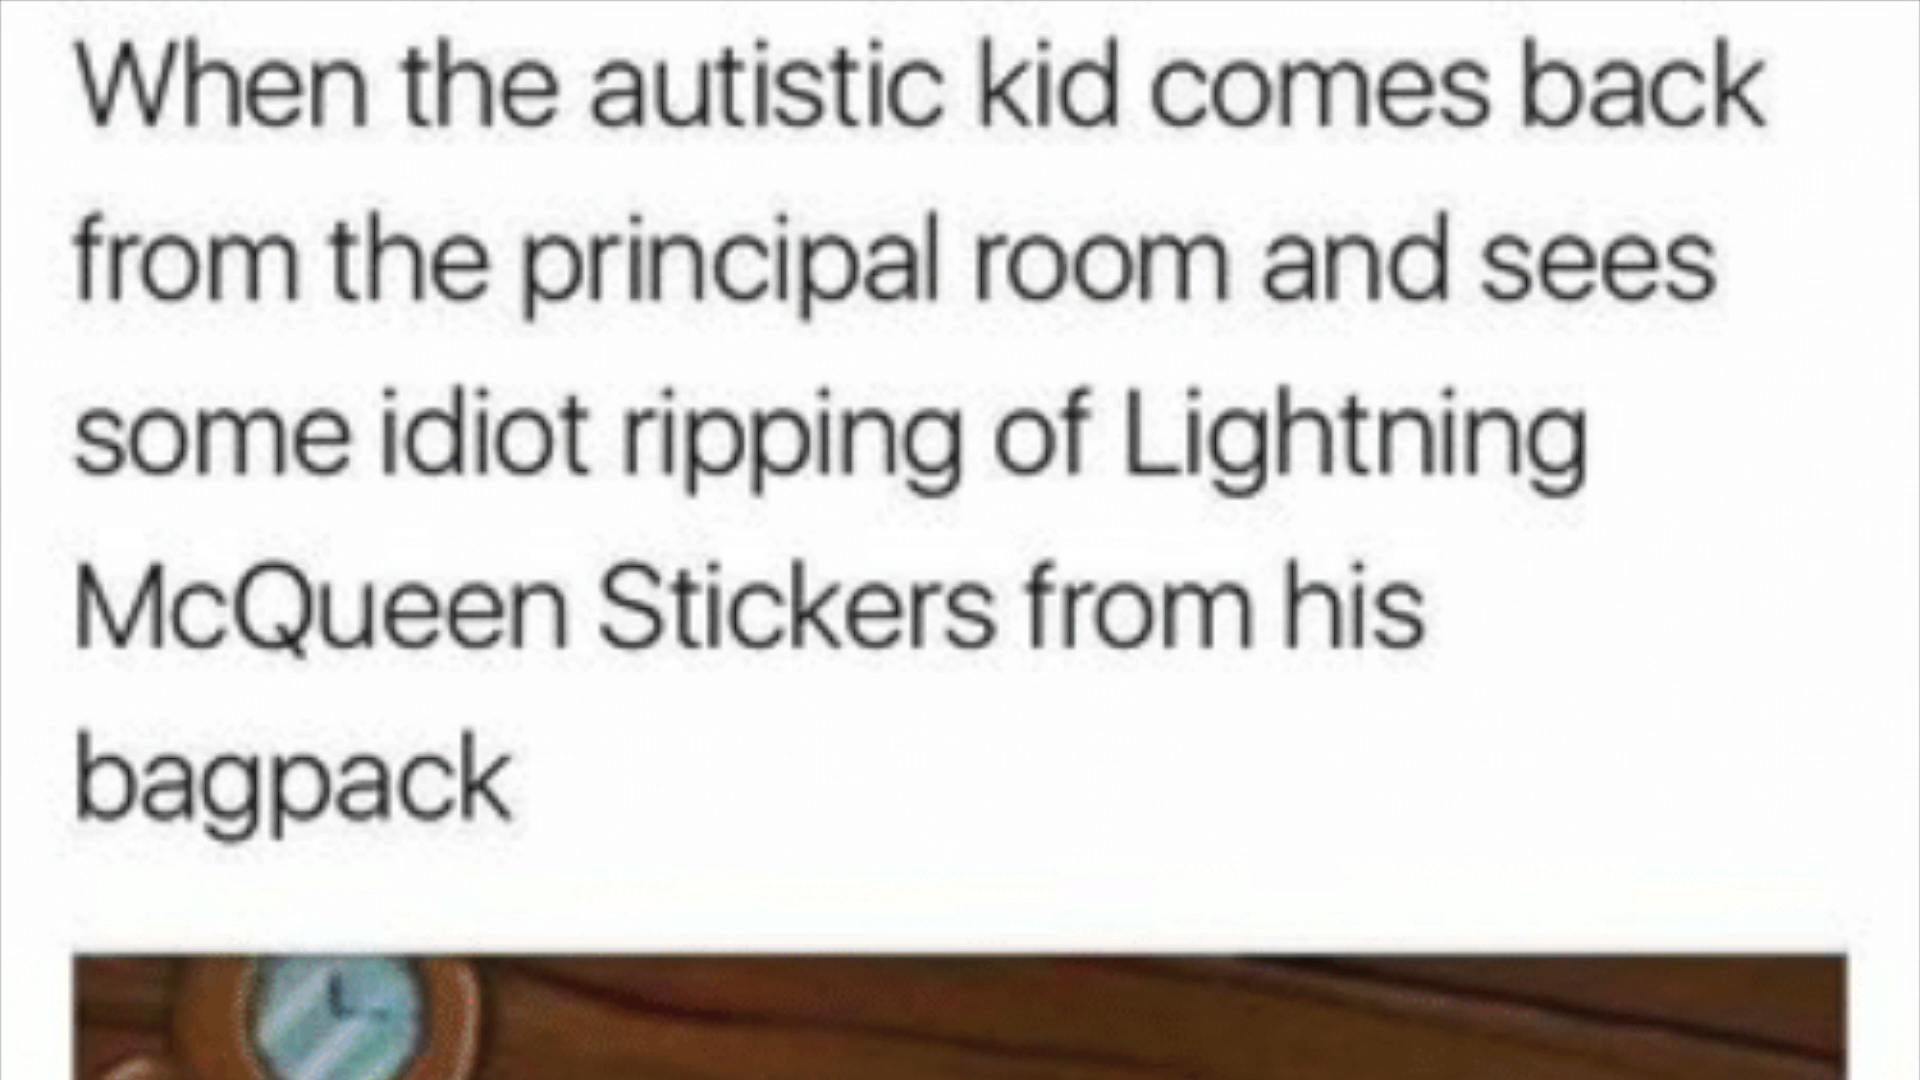 When the autistic kid comes back
from the principal room and sees
some idiot ripping of Lightning
McQueen Stickers from his
bagpack